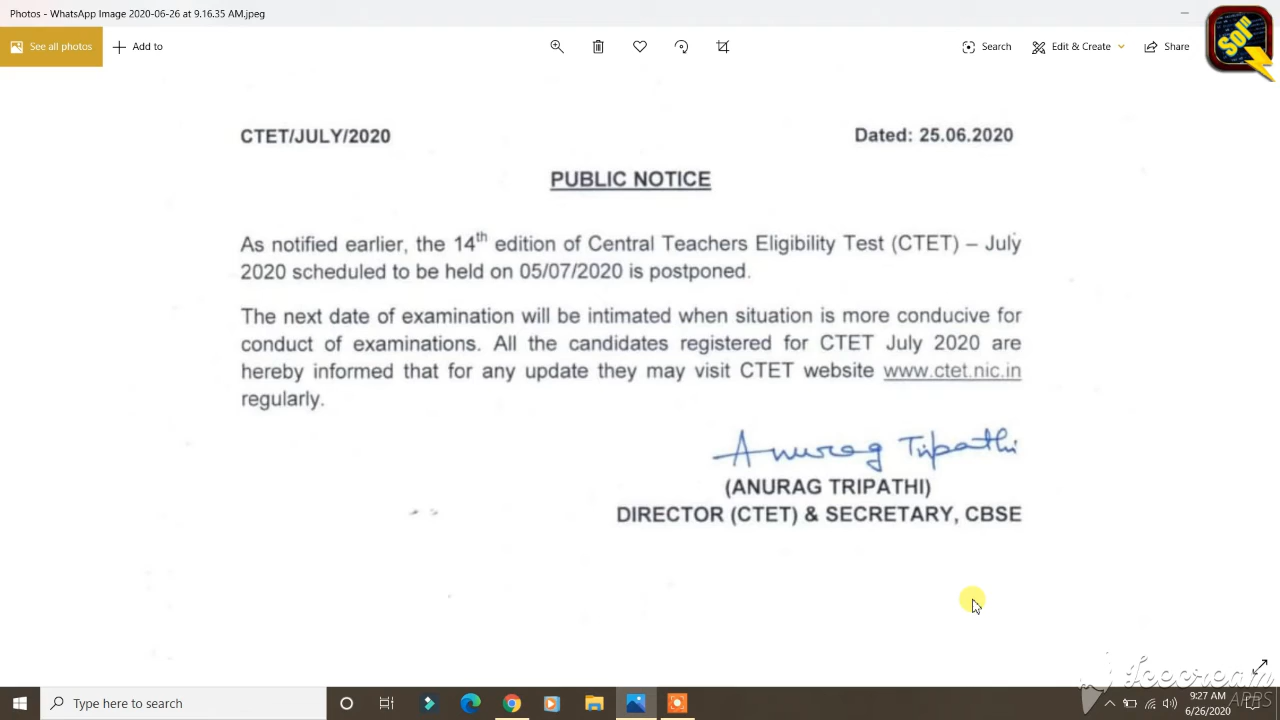 Photos - WhatsApp Image 2020-06-26 at 9.16.35 AM.jpeg
See all photos
Add to
Search
Edit & Create
Share
Soli
CTET/JULY/2020
Dated: 25.06.2020
PUBLIC NOTICE
As notified earlier, the 14th edition of Central Teachers Eligibility Test (CTET) – July
2020 scheduled to be held on 05/07/2020 is postponed.
The next date of examination will be intimated when situation is more conducive for
conduct of examinations. All the candidates registered for CTET July 2020 are
hereby informed that for any update they may visit CTET website www.ctet.nic.in
regularly.
Anurag Tripathi
(ANURAG TRIPATHI)
DIRECTOR (CTET) & SECRETARY, CBSE
Icecream
APPS
Type here to search
9:27 AM
6/26/2020